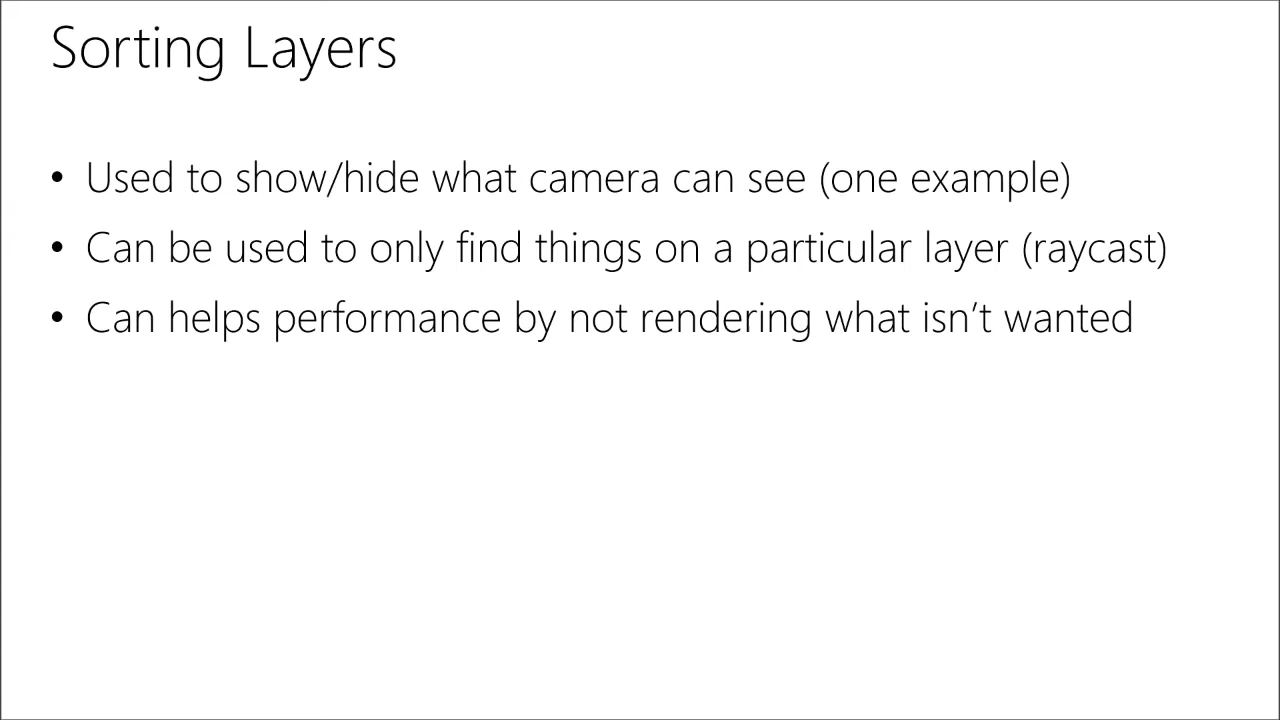 Sorting Layers
• Used to show/hide what camera can see (one example)
• Can be used to only find things on a particular layer (raycast)
• Can helps performance by not rendering what isn’t wanted